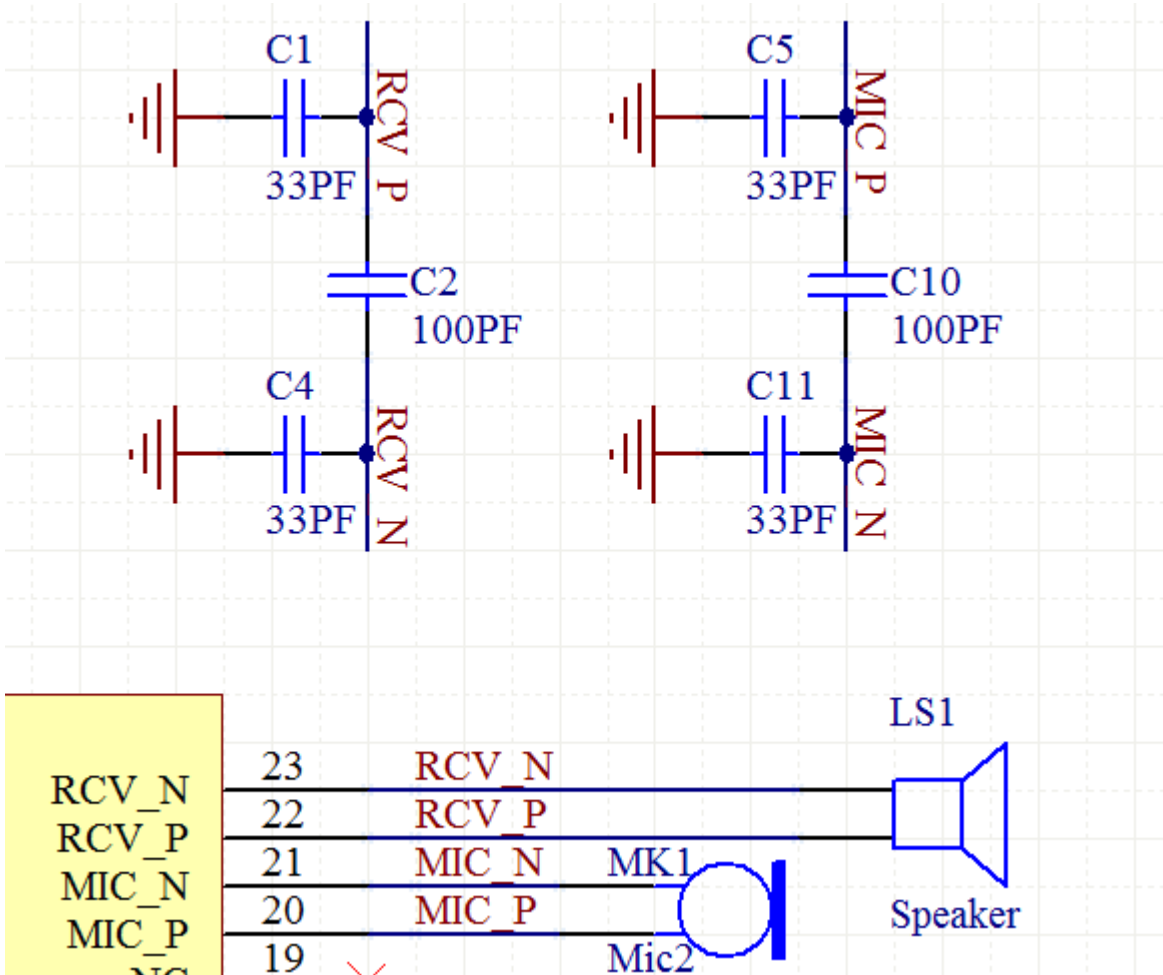 C1
33PF
RCV_P
C5
33PF
MIC_P
C2
100PF
C10
100PF
C4
33PF
RCV_N
C11
33PF
MIC_N
LS1
Speaker
RCV_N
23
RCV_N
RCV_P
22
RCV_P
MIC_N
21
MIC_N
MK1
MIC_P
20
MIC_P
Mic2
NC
19